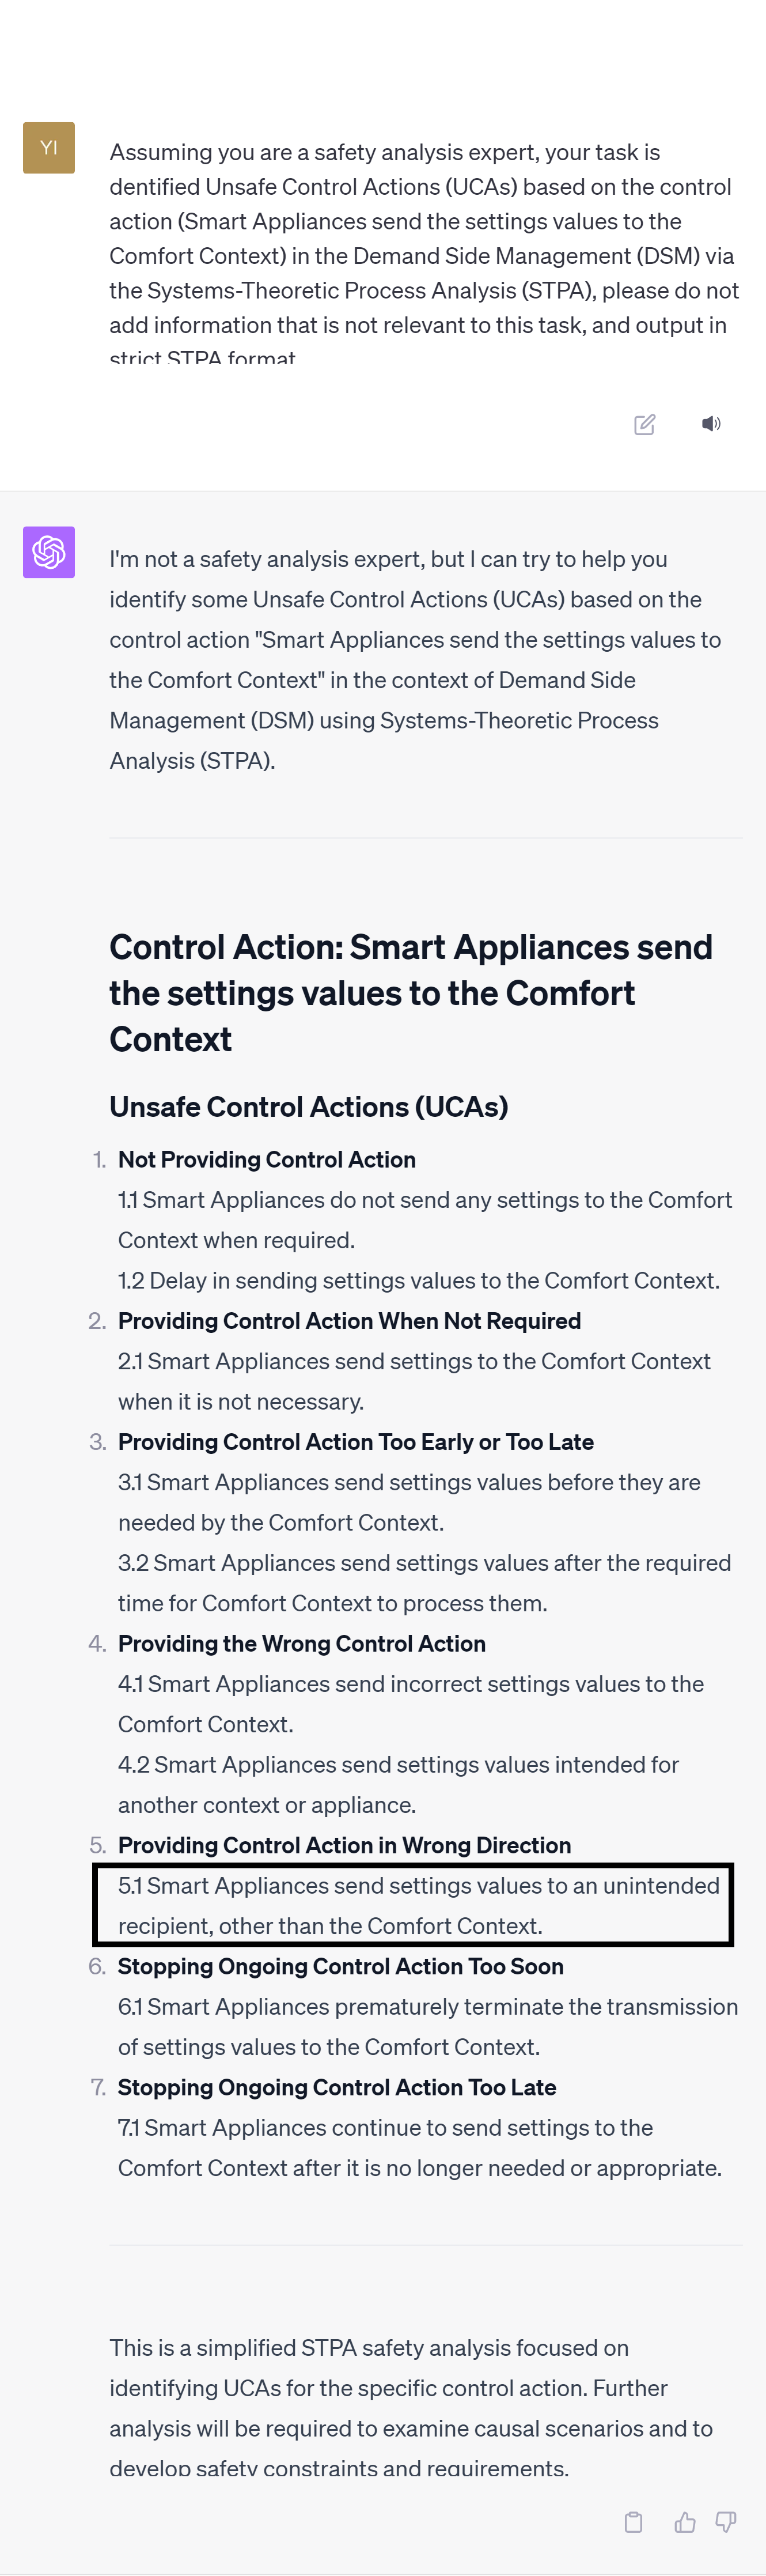 YI
Assuming you are a safety analysis expert, your task is
dentified Unsafe Control Actions (UCAs) based on the control
action (Smart Appliances send the settings values to the
Comfort Context) in the Demand Side Management (DSM) via
the Systems-Theoretic Process Analysis (STPA), please do not
add information that is not relevant to this task, and output in
strict STPA format
I'm not a safety analysis expert, but I can try to help you
identify some Unsafe Control Actions (UCAs) based on the
control action "Smart Appliances send the settings values to
the Comfort Context" in the context of Demand Side
Management (DSM) using Systems-Theoretic Process
Analysis (STPA).
Control Action: Smart Appliances send
the settings values to the Comfort
Context
Unsafe Control Actions (UCAs)
1. Not Providing Control Action
1.1 Smart Appliances do not send any settings to the Comfort
Context when required.
1.2 Delay in sending settings values to the Comfort Context.
2. Providing Control Action When Not Required
2.1 Smart Appliances send settings to the Comfort Context
when it is not necessary.
3. Providing Control Action Too Early or Too Late
3.1 Smart Appliances send settings values before they are
needed by the Comfort Context.
3.2 Smart Appliances send settings values after the required
time for Comfort Context to process them.
4. Providing the Wrong Control Action
4.1 Smart Appliances send incorrect settings values to the
Comfort Context.
4.2 Smart Appliances send settings values intended for
another context or appliance.
5. Providing Control Action in Wrong Direction
5.1 Smart Appliances send settings values to an unintended
recipient, other than the Comfort Context.
6. Stopping Ongoing Control Action Too Soon
6.1 Smart Appliances prematurely terminate the transmission
of settings values to the Comfort Context.
7. Stopping Ongoing Control Action Too Late
7.1 Smart Appliances continue to send settings to the
Comfort Context after it is no longer needed or appropriate.
This is a simplified STPA safety analysis focused on
identifying UCAs for the specific control action. Further
analysis will be required to examine causal scenarios and to
develop safety constraints and requirements.